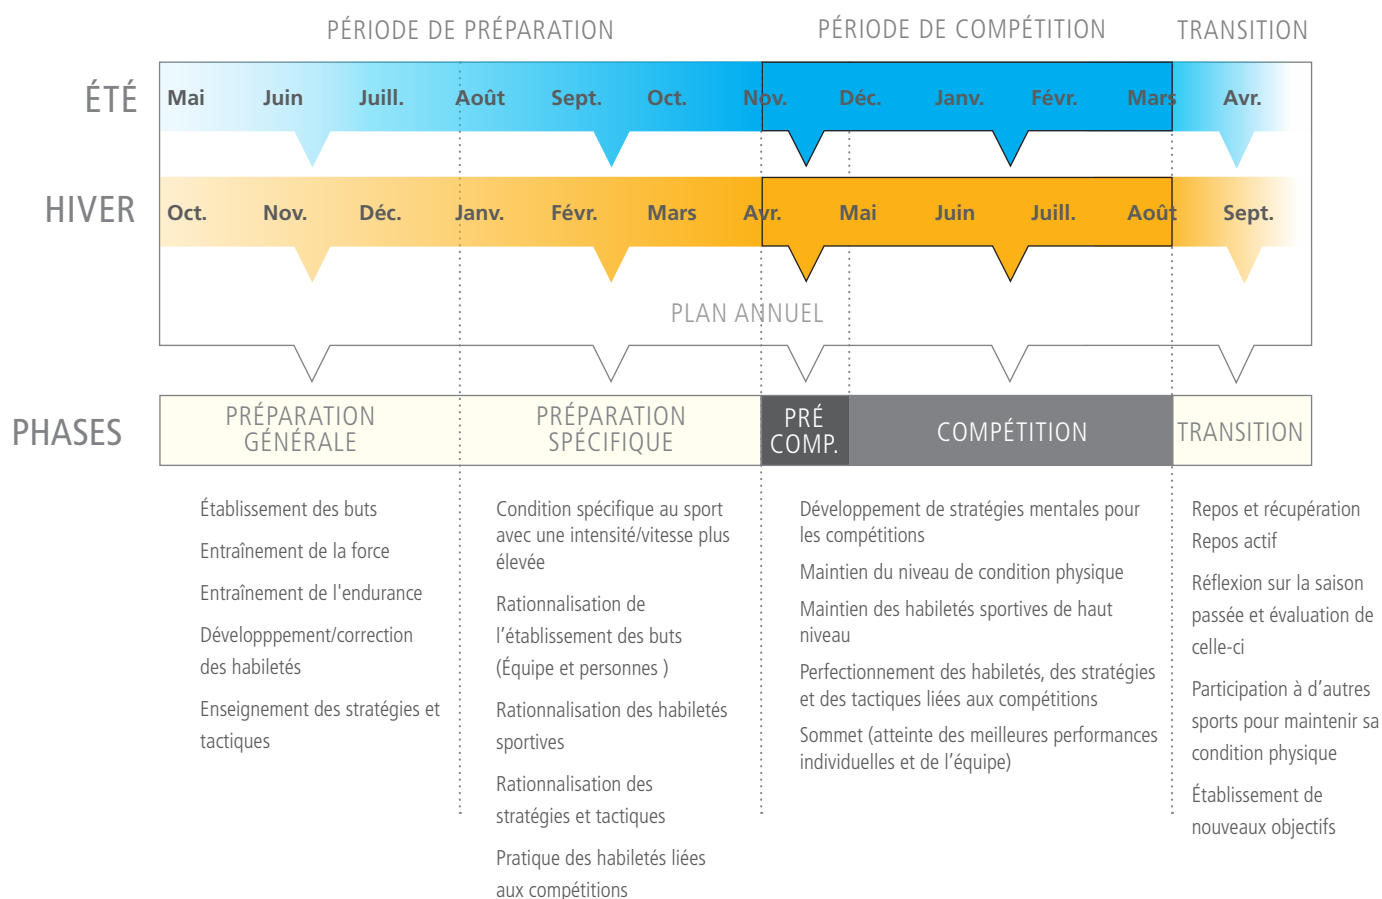 PÉRIODE DE PRÉPARATION
PÉRIODE DE COMPÉTITION
TRANSITION
ÉTÉ
Mai Juin Juill. Août Sept. Oct. Nov. Déc. Janv. Févr. Mars Avr.
HIVER
Oct. Nov. Déc. Janv. Févr. Mars Avr. Mai Juin Juill. Août Sept.
PLAN ANNUEL
PHASES
PRÉPARATION
GÉNÉRALE
PRÉPARATION
SPÉCIFIQUE
PRÉ
COMP.
COMPÉTITION
TRANSITION
Établissement des buts
Entraînement de la force
Entraînement de l'endurance
Développpement/correction
des habiletés
Enseignement des stratégies et
tactiques
Condition spécifique au sport
avec une intensité/vitesse plus
élevée
Rationnalisation de
l’établissement des buts
(Équipe et personnes )
Rationnalisation des habiletés
sportives
Rationnalisation des
stratégies et tactiques
Pratique des habiletés liées
aux compétitions
Développement de stratégies mentales pour
les compétitions
Maintien du niveau de condition physique
Maintien des habiletés sportives de haut
niveau
Perfectionnement des habiletés, des stratégies
et des tactiques liées aux compétitions
Sommet (atteinte des meilleures performances
individuelles et de l’équipe)
Repos et récupération
Repos actif
Réflexion sur la saison
passée et évaluation de
celle-ci
Participation à d’autres
sports pour maintenir sa
condition physique
Établissement de
nouveaux objectifs